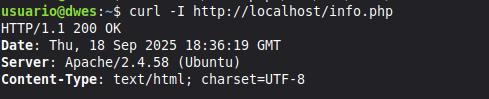 usuario@dwes:~$ curl -I http://localhost/info.php
HTTP/1.1 200 OK
Date: Thu, 18 Sep 2025 18:36:19 GMT
Server: Apache/2.4.58 (Ubuntu)
Content-Type: text/html; charset=UTF-8